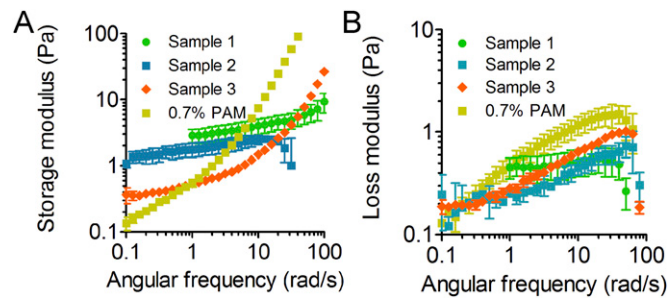 A
Storage modulus (Pa)
100
10
1
0.1
Sample 1
Sample 2
Sample 3
0.7% PAM
0.1 1 10 100
Angular frequency (rad/s)
B
Loss modulus (Pa)
10
1
0.1
Sample 1
Sample 2
Sample 3
0.7% PAM
0.1 1 10 100
Angular frequency (rad/s)